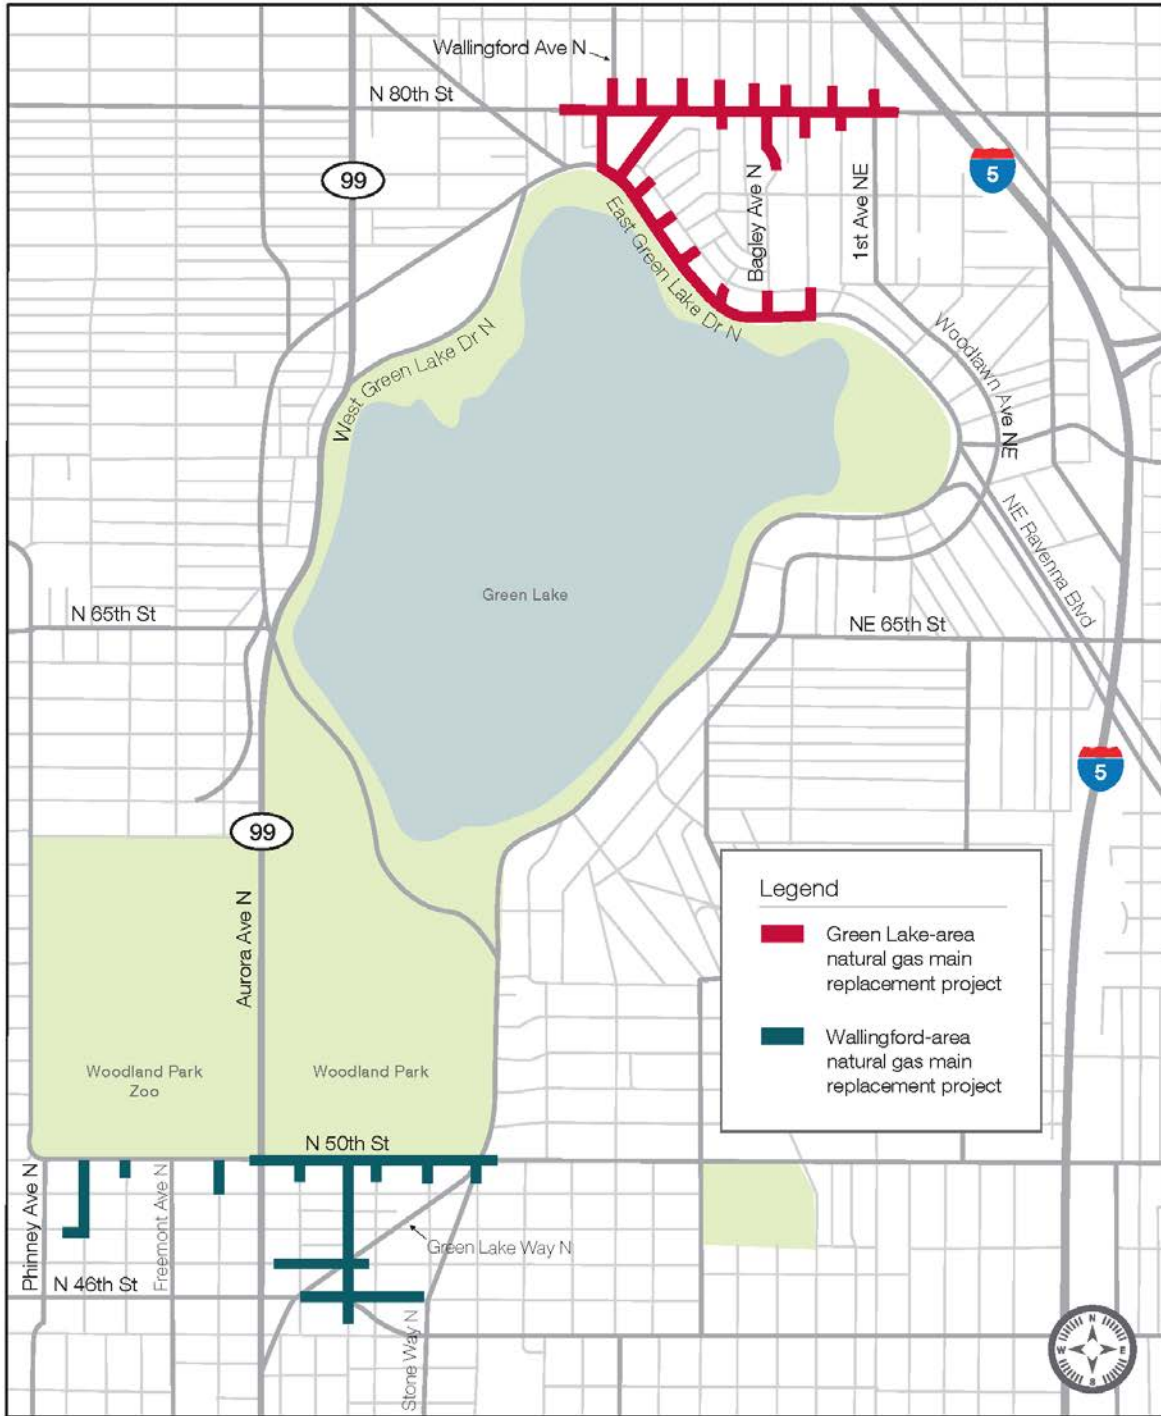 Wallingford Ave N
N 80th St
99
5
Bagley Ave N
1st Ave NE
East Green Lake Dr N
West Green Lake Dr N
Woodlawn Ave NE
NE Ravenna Blvd
Green Lake
N 65th St
NE 65th St
5
99
Aurora Ave N
Legend
Green Lake-area
natural gas main
replacement project
Wallingford-area
natural gas main
replacement project
Woodland Park
Zoo
Woodland Park
N 50th St
Phinney Ave N
Freemont Ave N
Green Lake Way N
N 46th St
Stone Way N
N
W
E
S